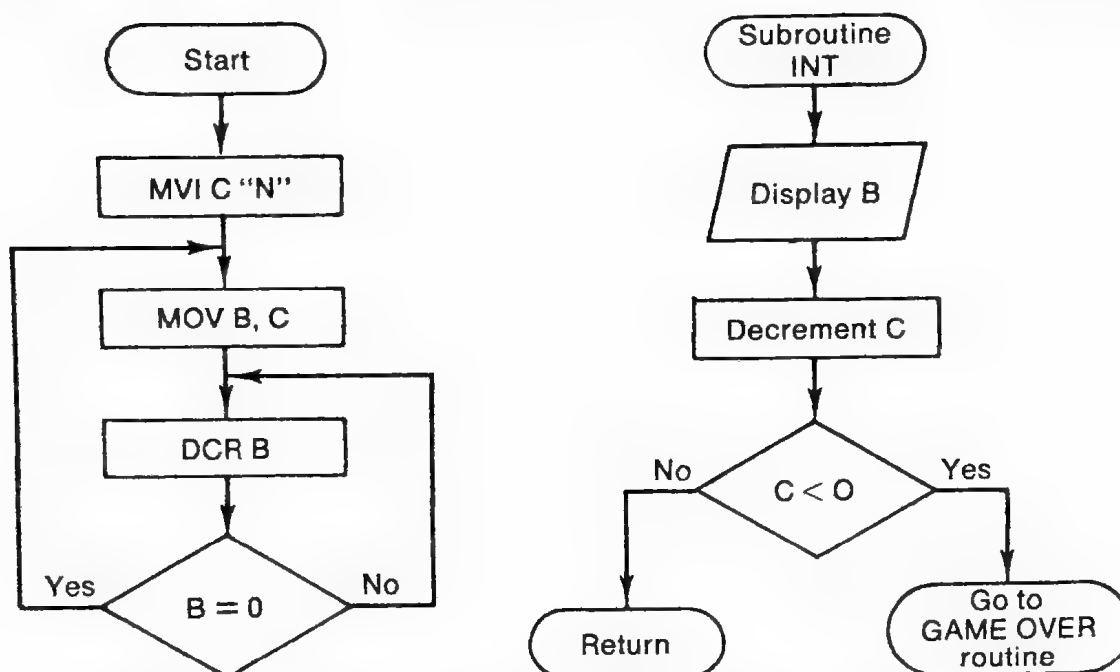 Start
MVI C “N”
MOV B, C
DCR B
Yes
B = 0
No
Subroutine
INT
Display B
Decrement C
No
C < O
Yes
Return
Go to
GAME OVER
routine